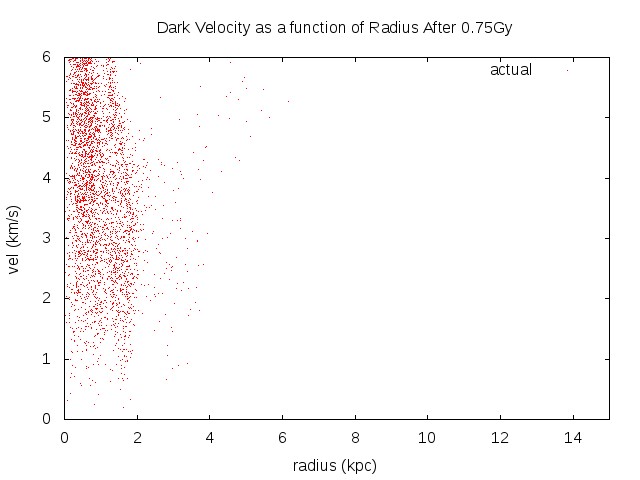 Dark Velocity as a function of Radius After 0.75Gy
actual
6
5
4
3
2
1
0
vel (km/s)
0 2 4 6 8 10 12 14
radius (kpc)